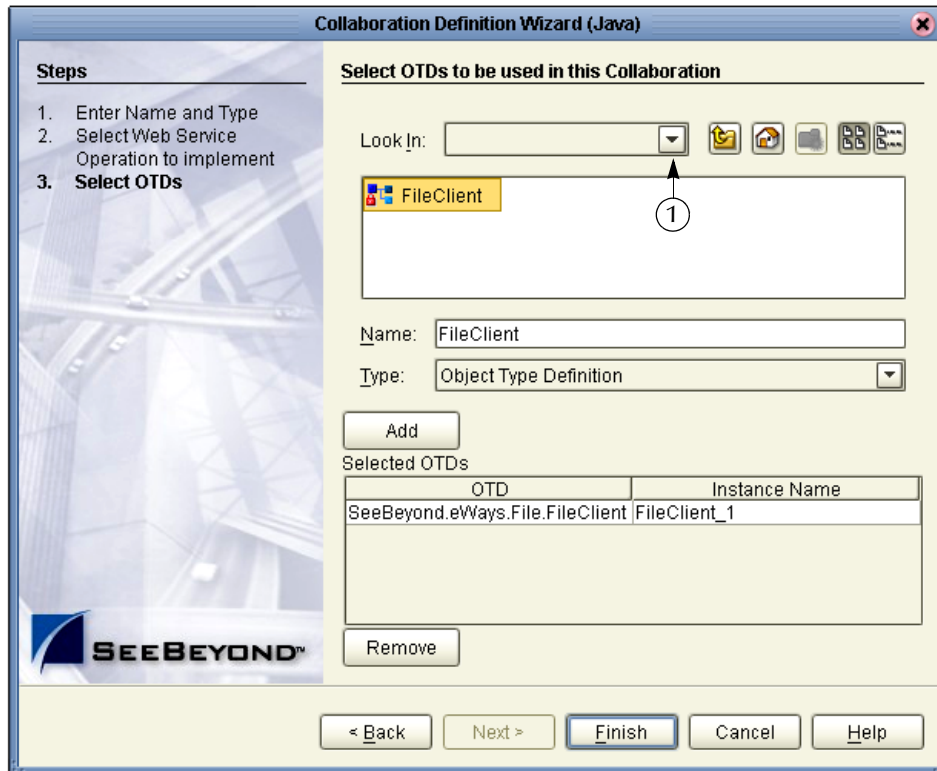 Collaboration Definition Wizard (Java)
Steps
1. Enter Name and Type
2. Select Web Service
Operation to implement
3. Select OTDs
SEEBEYOND™
Select OTDs to be used in this Collaboration
Look In:
1
FileClient
Name: FileClient
Type: Object Type Definition
Add
Selected OTDs
OTD Instance Name
SeeBeyond.eWays.File.FileClient FileClient_1
Remove
< Back Next > Finish Cancel Help